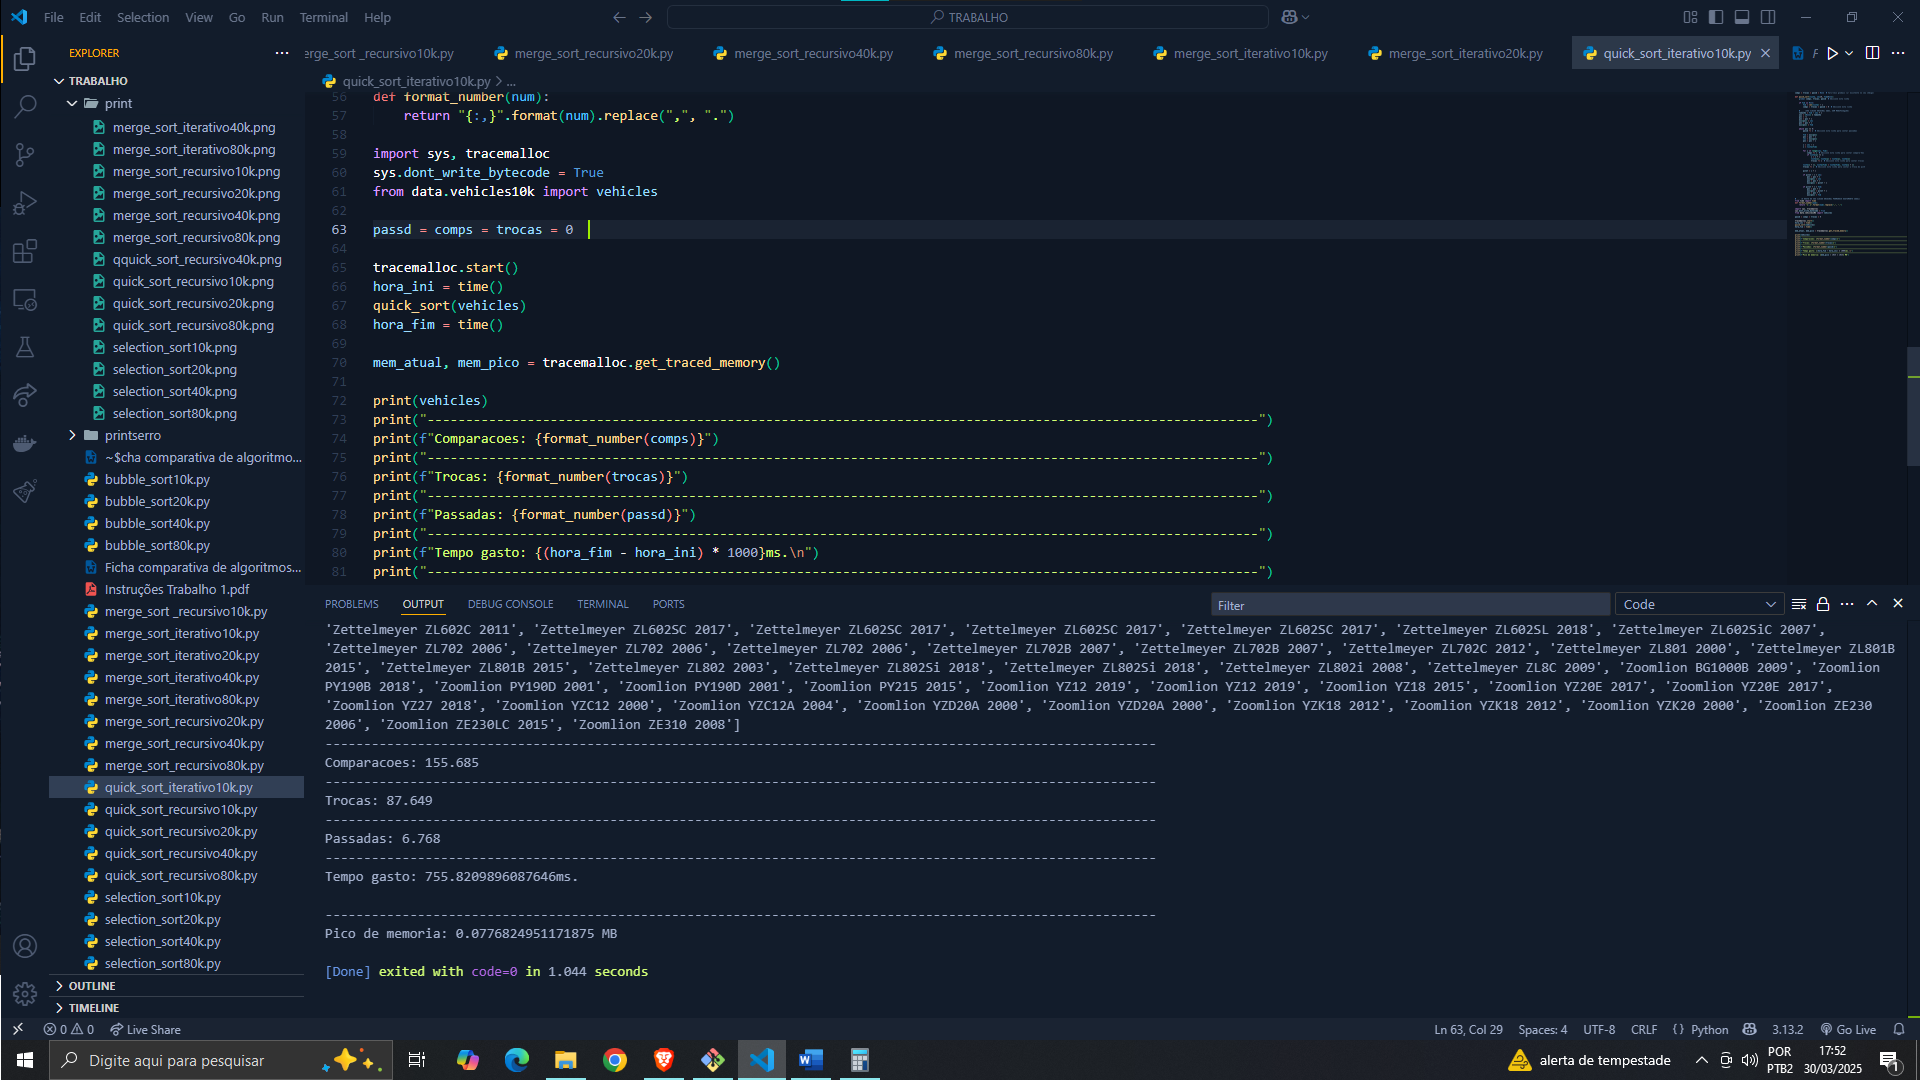 File Edit Selection View Go Run Terminal Help
TRABALHO
EXPLORER
erge_sort _recursivo10k.py
merge_sort_recursivo20k.py
merge_sort_recursivo40k.py
merge_sort_recursivo80k.py
merge_sort_iterativo10k.py
merge_sort_iterativo20k.py
quick_sort_iterativo10k.py
TRABALHO
print
merge_sort_iterativo40k.png
merge_sort_iterativo80k.png
merge_sort_recursivo10k.png
merge_sort_recursivo20k.png
merge_sort_recursivo40k.png
merge_sort_recursivo80k.png
qquick_sort_recursivo40k.png
quick_sort_recursivo10k.png
quick_sort_recursivo20k.png
quick_sort_recursivo80k.png
selection_sort10k.png
selection_sort20k.png
selection_sort40k.png
selection_sort80k.png
printserro
~$cha comparativa de algoritmo...
bubble_sort10k.py
bubble_sort20k.py
bubble_sort40k.py
bubble_sort80k.py
Ficha comparativa de algoritmos...
Instruções Trabalho 1.pdf
merge_sort _recursivo10k.py
merge_sort_iterativo10k.py
merge_sort_iterativo20k.py
merge_sort_iterativo40k.py
merge_sort_iterativo80k.py
merge_sort_recursivo20k.py
merge_sort_recursivo40k.py
merge_sort_recursivo80k.py
quick_sort_iterativo10k.py
quick_sort_recursivo10k.py
quick_sort_recursivo20k.py
quick_sort_recursivo40k.py
quick_sort_recursivo80k.py
selection_sort10k.py
selection_sort20k.py
selection_sort40k.py
selection_sort80k.py
OUTLINE
TIMELINE
quick_sort_iterativo10k.py > ...
56 def format_number(num):
57 return "{:,}".format(num).replace(",", ".")
58
59 import sys, tracemalloc
60 sys.dont_write_bytecode = True
61 from data.vehicles10k import vehicles
62
63 passd = comps = trocas = 0
64
65 tracemalloc.start()
66 hora_ini = time()
67 quick_sort(vehicles)
68 hora_fim = time()
69
70 mem_atual, mem_pico = tracemalloc.get_traced_memory()
71
72 print(vehicles)
73 print("------------------------------------------------------------------------------------------------------------")
74 print(f"Comparacoes: {format_number(comps)}")
75 print("------------------------------------------------------------------------------------------------------------")
76 print(f"Trocas: {format_number(trocas)}")
77 print("------------------------------------------------------------------------------------------------------------")
78 print(f"Passadas: {format_number(passd)}")
79 print("------------------------------------------------------------------------------------------------------------")
80 print(f"Tempo gasto: {(hora_fim - hora_ini) * 1000}ms.\n")
81 print("------------------------------------------------------------------------------------------------------------")
PROBLEMS OUTPUT DEBUG CONSOLE TERMINAL PORTS
Filter
Code
'Zettelmeyer ZL602C 2011', 'Zettelmeyer ZL602SC 2017', 'Zettelmeyer ZL602SC 2017', 'Zettelmeyer ZL602SC 2017', 'Zettelmeyer ZL602SC 2017', 'Zettelmeyer ZL602SL 2018', 'Zettelmeyer ZL602SiC 2007',
'Zettelmeyer ZL702 2006', 'Zettelmeyer ZL702 2006', 'Zettelmeyer ZL702 2006', 'Zettelmeyer ZL702B 2007', 'Zettelmeyer ZL702B 2007', 'Zettelmeyer ZL702C 2012', 'Zettelmeyer ZL801 2000', 'Zettelmeyer ZL801B
2015', 'Zettelmeyer ZL801B 2015', 'Zettelmeyer ZL802 2003', 'Zettelmeyer ZL802Si 2018', 'Zettelmeyer ZL802Si 2018', 'Zettelmeyer ZL802i 2008', 'Zettelmeyer ZL8C 2009', 'Zoomlion BG1000B 2009', 'Zoomlion
PY190B 2018', 'Zoomlion PY190D 2001', 'Zoomlion PY190D 2001', 'Zoomlion PY215 2015', 'Zoomlion YZ12 2019', 'Zoomlion YZ12 2019', 'Zoomlion YZ18 2015', 'Zoomlion YZ20E 2017', 'Zoomlion YZ20E 2017',
'Zoomlion YZ27 2018', 'Zoomlion YZC12 2000', 'Zoomlion YZC12A 2004', 'Zoomlion YZD20A 2000', 'Zoomlion YZD20A 2000', 'Zoomlion YZK18 2012', 'Zoomlion YZK18 2012', 'Zoomlion YZK20 2000', 'Zoomlion ZE230
2006', 'Zoomlion ZE230LC 2015', 'Zoomlion ZE310 2008']
------------------------------------------------------------------------------------------------------------
Comparacoes: 155.685
------------------------------------------------------------------------------------------------------------
Trocas: 87.649
------------------------------------------------------------------------------------------------------------
Passadas: 6.768
------------------------------------------------------------------------------------------------------------
Tempo gasto: 755.8209896087646ms.
------------------------------------------------------------------------------------------------------------
Pico de memoria: 0.0776824951171875 MB
[Done] exited with code=0 in 1.044 seconds
0 0 Live Share
Ln 63, Col 29 Spaces: 4 UTF-8 CRLF {} Python 3.13.2 Go Live
Digite aqui para pesquisar
alerta de tempestade
POR
PTB2
17:52
30/03/2025
1